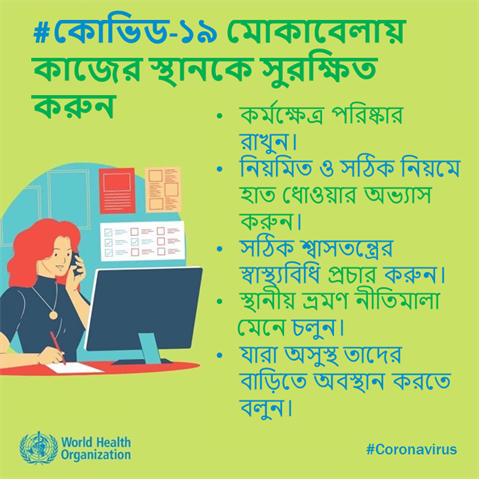 #কোভিড-১৯ মোকাবেলায়
কাজের স্থানকে সুরক্ষিত
করুন
• কর্মক্ষেত্র পরিষ্কার
রাখুন।
• নিয়মিত ও সঠিক নিয়মে
হাত ধোওয়ার অভ্যাস
করুন।
• সঠিক শ্বাসতন্ত্রের
স্বাস্থ্যবিধি প্রচার করুন।
• স্থানীয় ভ্রমণ নীতিমালা
মেনে চলুন।
• যারা অসুস্থ তাদের
বাড়িতে অবস্থান করতে
বলুন।
World Health
Organization
#Coronavirus